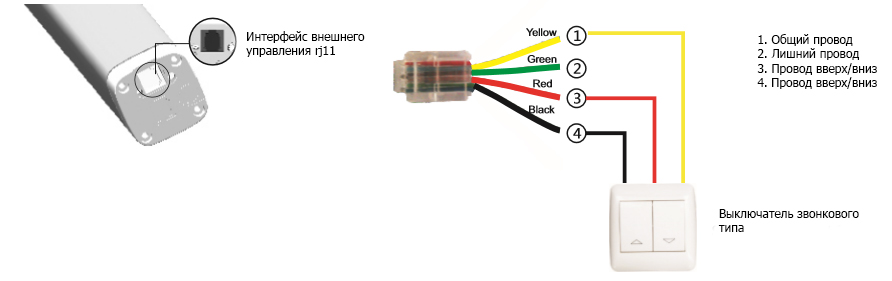 Интерфейс внешнего
управления rj11
Yellow
Green
Red
Black
1
2
3
4
1. Общий провод
2. Лишний провод
3. Провод вверх/вниз
4. Провод вверх/вниз
Выключатель звонкового
типа